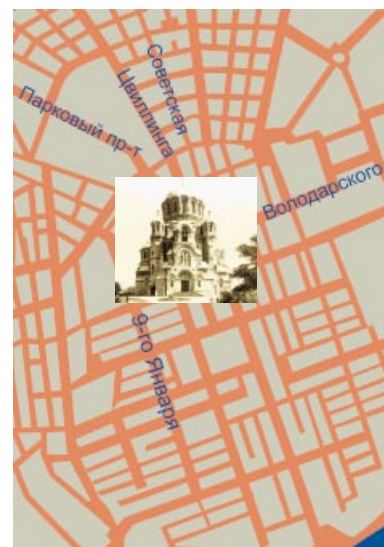 Советская
Цвиллинга
Парковый пр-т
Володарского
9-го Января